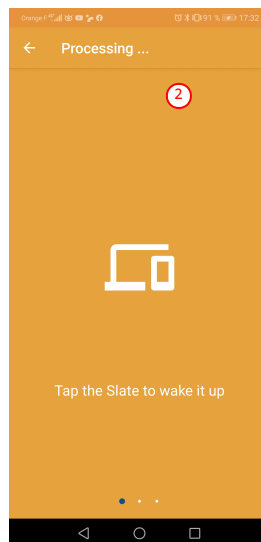 Orange F 91 % 17:32
Processing ...
2
Tap the Slate to wake it up